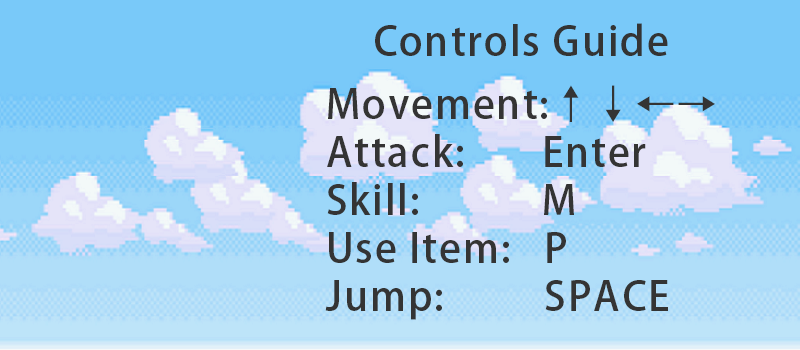 Controls Guide
Movement: ↑ ↓ ← →
Attack: Enter
Skill: M
Use Item: P
Jump: SPACE